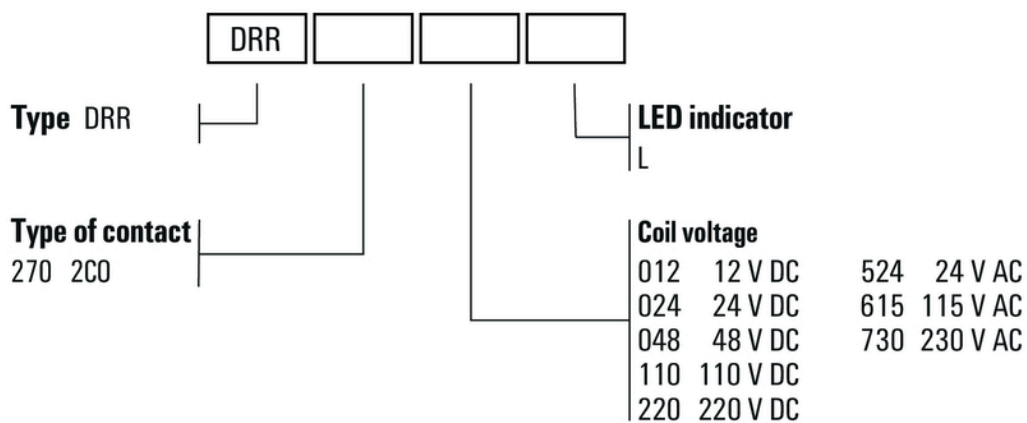 DRR
Type DRR
LED indicator
L
Type of contact
270 2CO
Coil voltage
012 12 V DC 524 24 V AC
024 24 V DC 615 115 V AC
048 48 V DC 730 230 V AC
110 110 V DC
220 220 V DC